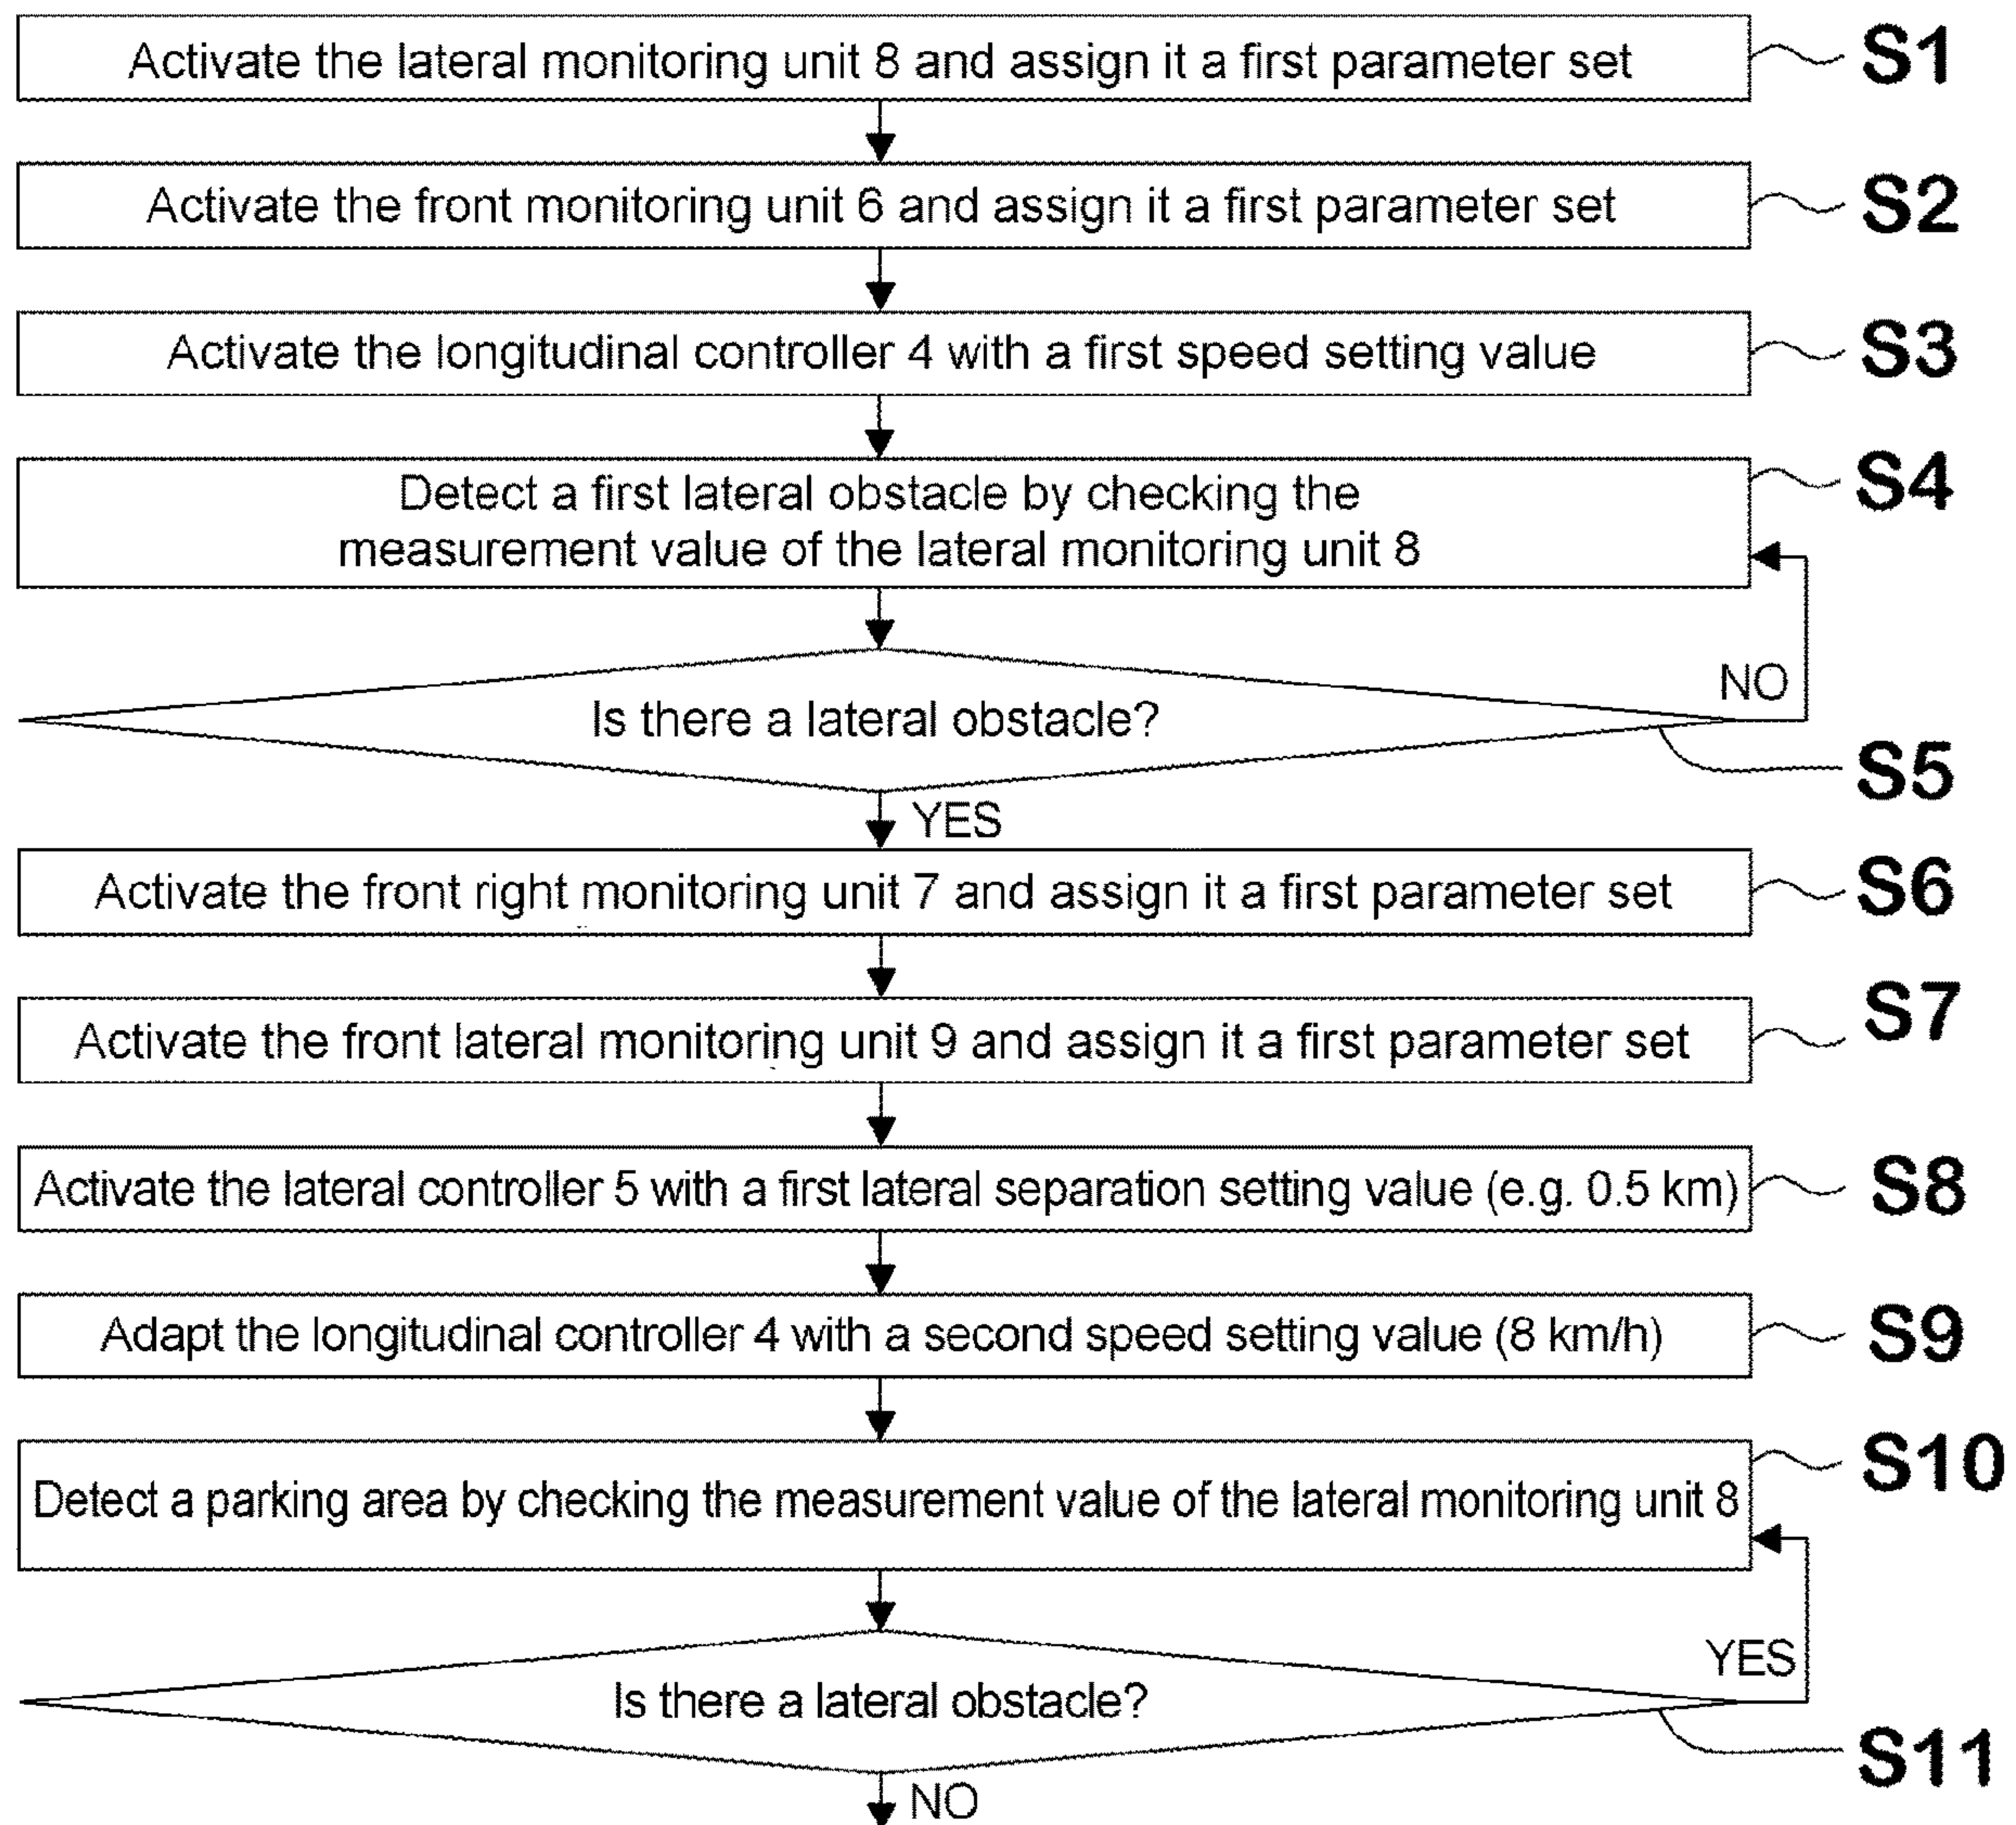 Activate the lateral monitoring unit 8 and assign it a first parameter set
S1
Activate the front monitoring unit 6 and assign it a first parameter set
S2
Activate the longitudinal controller 4 with a first speed setting value
S3
Detect a first lateral obstacle by checking the
measurement value of the lateral monitoring unit 8
S4
NO
Is there a lateral obstacle?
S5
YES
Activate the front right monitoring unit 7 and assign it a first parameter set
S6
Activate the front lateral monitoring unit 9 and assign it a first parameter set
S7
Activate the lateral controller 5 with a first lateral separation setting value (e.g. 0.5 km)
S8
Adapt the longitudinal controller 4 with a second speed setting value (8 km/h)
S9
Detect a parking area by checking the measurement value of the lateral monitoring unit 8
S10
YES
Is there a lateral obstacle?
S11
NO